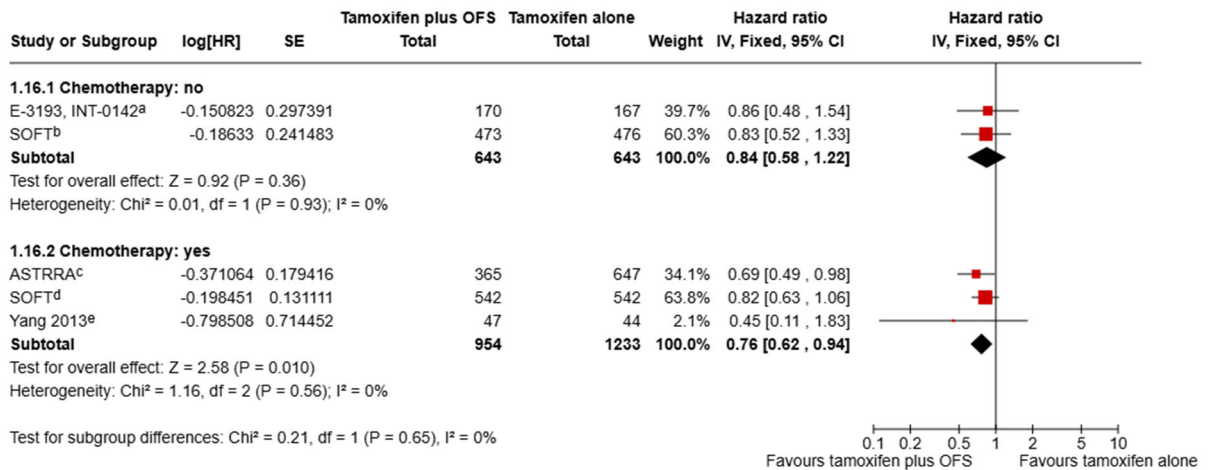 Tamoxifen plus OFS Tamoxifen alone Hazard ratio Hazard ratio
Study or Subgroup log[HR] SE Total Total Weight IV, Fixed, 95% CI IV, Fixed, 95% CI
1.16.1 Chemotherapy: no
E-3193, INT-0142a -0.150823 0.297391 170 167 39.7% 0.86 [0.48 , 1.54]
SOFTb -0.18633 0.241483 473 476 60.3% 0.83 [0.52 , 1.33]
Subtotal 643 643 100.0% 0.84 [0.58 , 1.22]
Test for overall effect: Z = 0.92 (P = 0.36)
Heterogeneity: Chi² = 0.01, df = 1 (P = 0.93); I² = 0%
1.16.2 Chemotherapy: yes
ASTRRAc -0.371064 0.179416 365 647 34.1% 0.69 [0.49 , 0.98]
SOFTd -0.198451 0.131111 542 542 63.8% 0.82 [0.63 , 1.06]
Yang 2013e -0.798508 0.714452 47 44 2.1% 0.45 [0.11 , 1.83]
Subtotal 954 1233 100.0% 0.76 [0.62 , 0.94]
Test for overall effect: Z = 2.58 (P = 0.010)
Heterogeneity: Chi² = 1.16, df = 2 (P = 0.56); I² = 0%
Test for subgroup differences: Chi² = 0.21, df = 1 (P = 0.65), I² = 0%
0.1 0.2 0.5 1 2 5 10
Favours tamoxifen plus OFS Favours tamoxifen alone